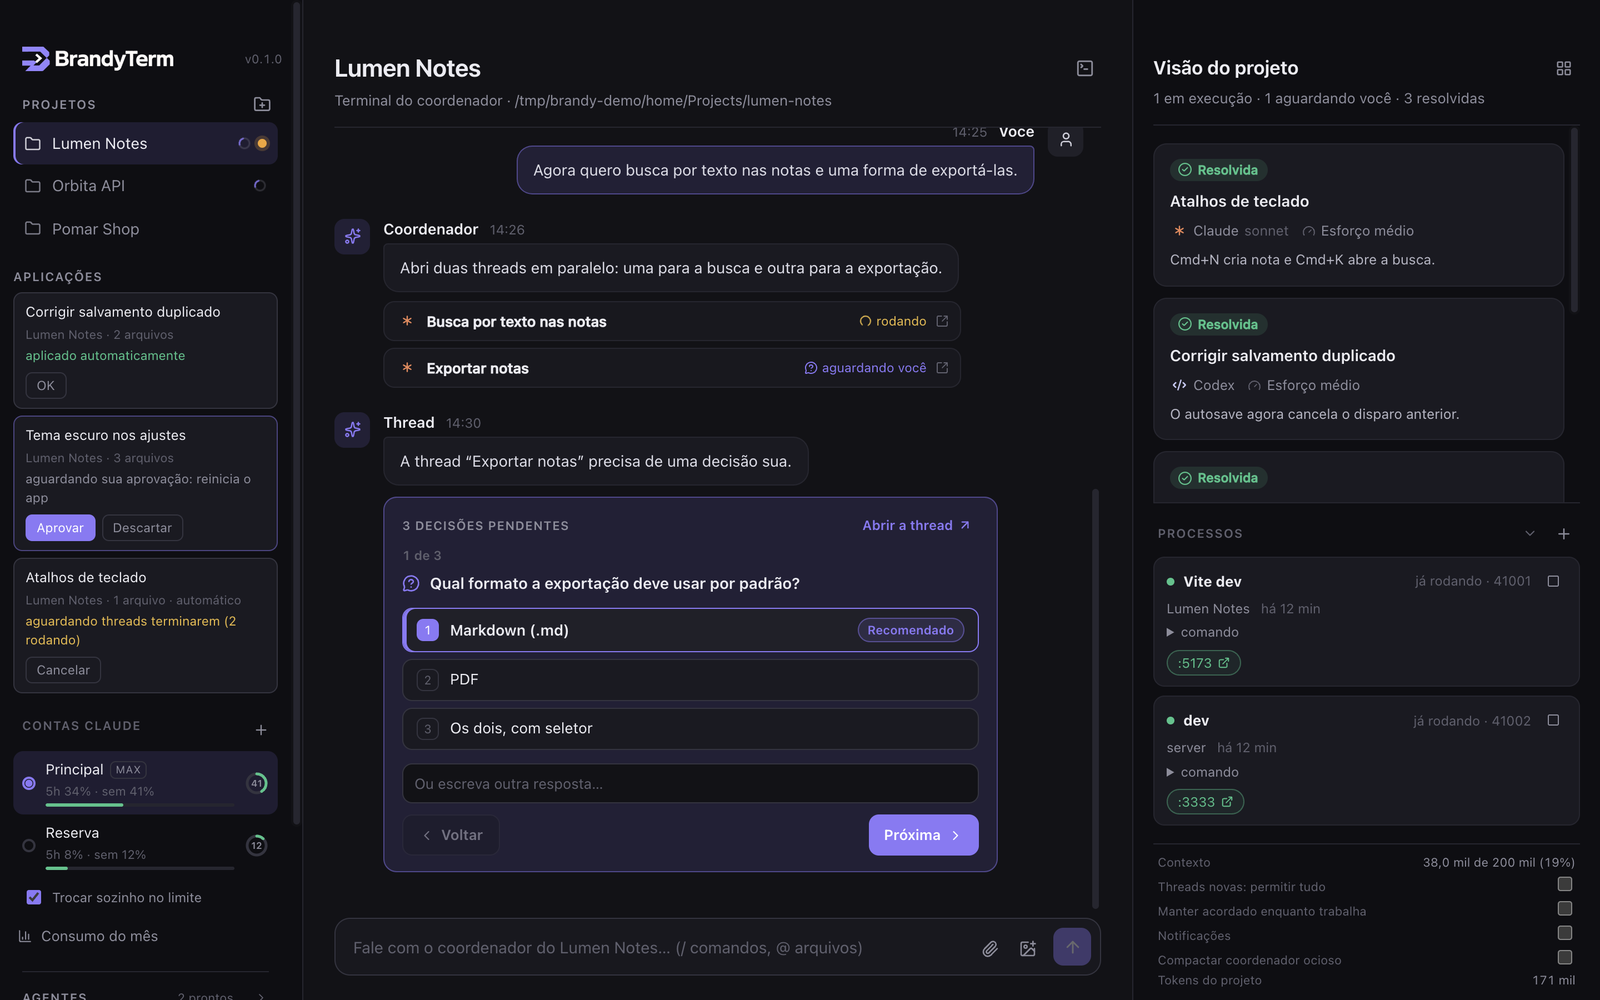 BrandyTerm
v0.1.0
PROJETOS
Lumen Notes
Orbita API
Pomar Shop
APLICAÇÕES
Corrigir salvamento duplicado
Lumen Notes · 2 arquivos
aplicado automaticamente
OK
Tema escuro nos ajustes
Lumen Notes · 3 arquivos
aguardando sua aprovação: reinicia o
app
Aprovar
Descartar
Atalhos de teclado
Lumen Notes · 1 arquivo · automático
aguardando threads terminarem (2
rodando)
Cancelar
CONTAS CLAUDE
Principal MAX
5h 34% · sem 41%
41
Reserva
5h 8% · sem 12%
12
Trocar sozinho no limite
Consumo do mês
AGENTES
2 prontos
Lumen Notes
Terminal do coordenador · /tmp/brandy-demo/home/Projects/lumen-notes
14:25 Você
Agora quero busca por texto nas notas e uma forma de exportá-las.
Coordenador 14:26
Abri duas threads em paralelo: uma para a busca e outra para a exportação.
Busca por texto nas notas
rodando
Exportar notas
aguardando você
Thread 14:30
A thread “Exportar notas” precisa de uma decisão sua.
3 DECISÕES PENDENTES
Abrir a thread
1 de 3
Qual formato a exportação deve usar por padrão?
1 Markdown (.md)
Recomendado
2 PDF
3 Os dois, com seletor
Ou escreva outra resposta...
Voltar
Próxima
Fale com o coordenador do Lumen Notes... (/ comandos, @ arquivos)
Visão do projeto
1 em execução · 1 aguardando você · 3 resolvidas
Resolvida
Atalhos de teclado
Claude sonnet Esforço médio
Cmd+N cria nota e Cmd+K abre a busca.
Resolvida
Corrigir salvamento duplicado
Codex Esforço médio
O autosave agora cancela o disparo anterior.
Resolvida
PROCESSOS
Vite dev
já rodando · 41001
Lumen Notes há 12 min
comando
:5173
dev
já rodando · 41002
server há 12 min
comando
:3333
Contexto
38,0 mil de 200 mil (19%)
Threads novas: permitir tudo
Manter acordado enquanto trabalha
Notificações
Compactar coordenador ocioso
Tokens do projeto
171 mil